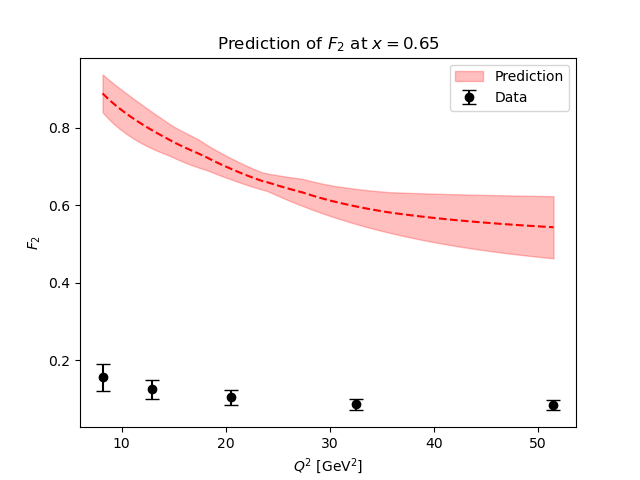 Prediction of F₂ at x = 0.65
Prediction
Data
F₂
0.8
0.6
0.4
0.2
10 20 30 40 50
Q² [GeV²]